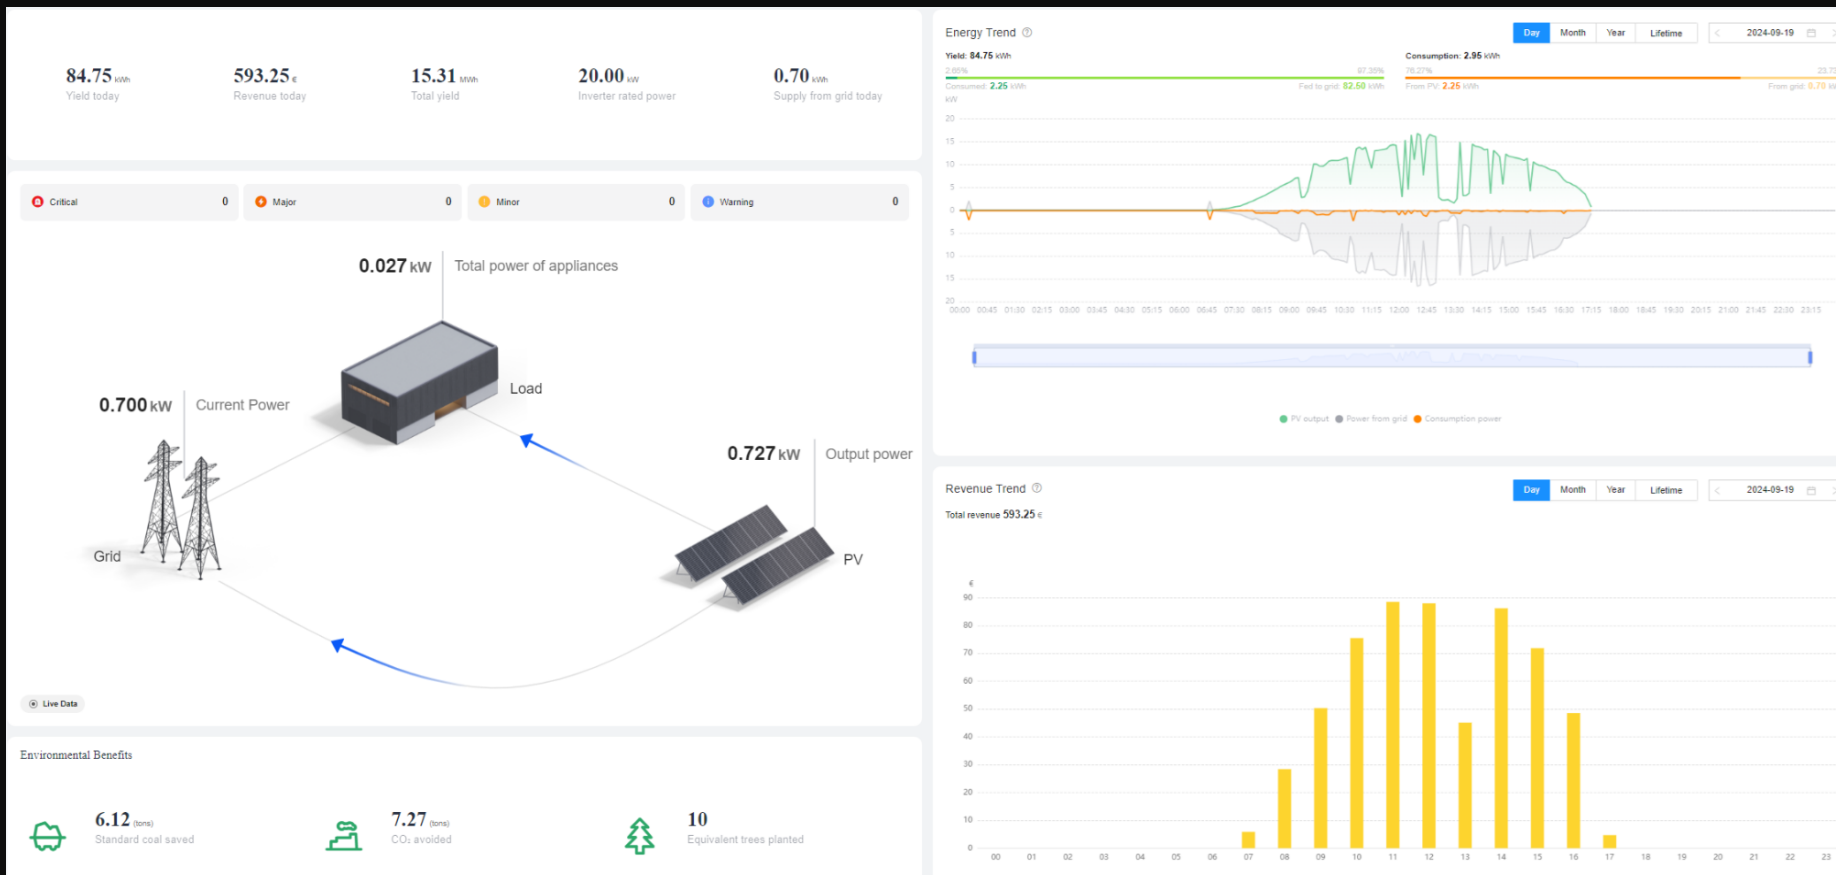 84.75 kWh
Yield today
593.25 €
Revenue today
15.31 MWh
Total yield
20.00 kW
Inverter rated power
0.70 kWh
Supply from grid today
Critical 0
Major 0
Minor 0
Warning 0
0.027 kW Total power of appliances
Load
0.700 kW Current Power
Grid
0.727 kW Output power
PV
Live Data
Environmental Benefits
6.12 (tons)
Standard coal saved
7.27 (tons)
CO₂ avoided
10
Equivalent trees planted
Energy Trend
Day Month Year Lifetime
2024-09-19
Yield: 84.75 kWh
2.65% 97.35%
Consumed: 2.25 kWh Fed to grid: 82.50 kWh
Consumption: 2.95 kWh
76.27%
From PV: 2.25 kWh From grid: 0.70
kW
20
15
10
5
0
5
10
15
20
00:00 00:45 01:30 02:15 03:00 03:45 04:30 05:15 06:00 06:45 07:30 08:15 09:00 09:45 10:30 11:15 12:00 12:45 13:30 14:15 15:00 15:45 16:30 17:15 18:00 18:45 19:30 20:15 21:00 21:45 22:30 23:15
PV output Power from grid Consumption power
Revenue Trend
Day Month Year Lifetime
2024-09-19
Total revenue 593.25 €
€
90
80
70
60
50
40
30
20
10
0
00 01 02 03 04 05 06 07 08 09 10 11 12 13 14 15 16 17 18 19 20 21 22 23